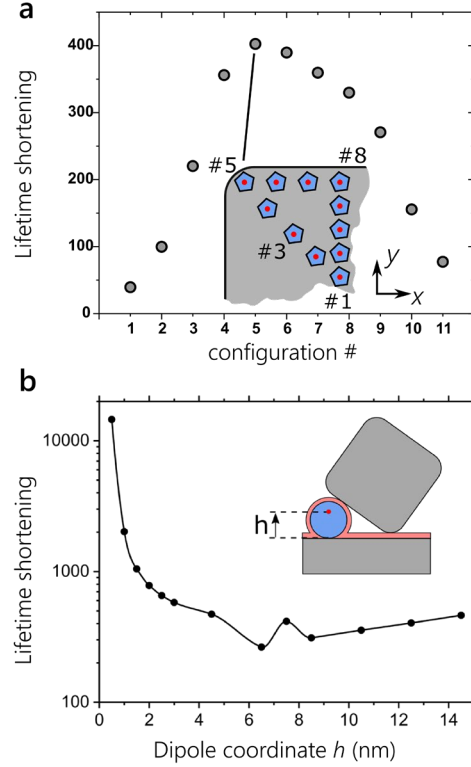 a
Lifetime shortening
400
300
200
100
0
#5
#8
#3
#1
y
x
1 2 3 4 5 6 7 8 9 10 11
configuration #
b
Lifetime shortening
10000
1000
100
h
0 2 4 6 8 10 12 14
Dipole coordinate h (nm)